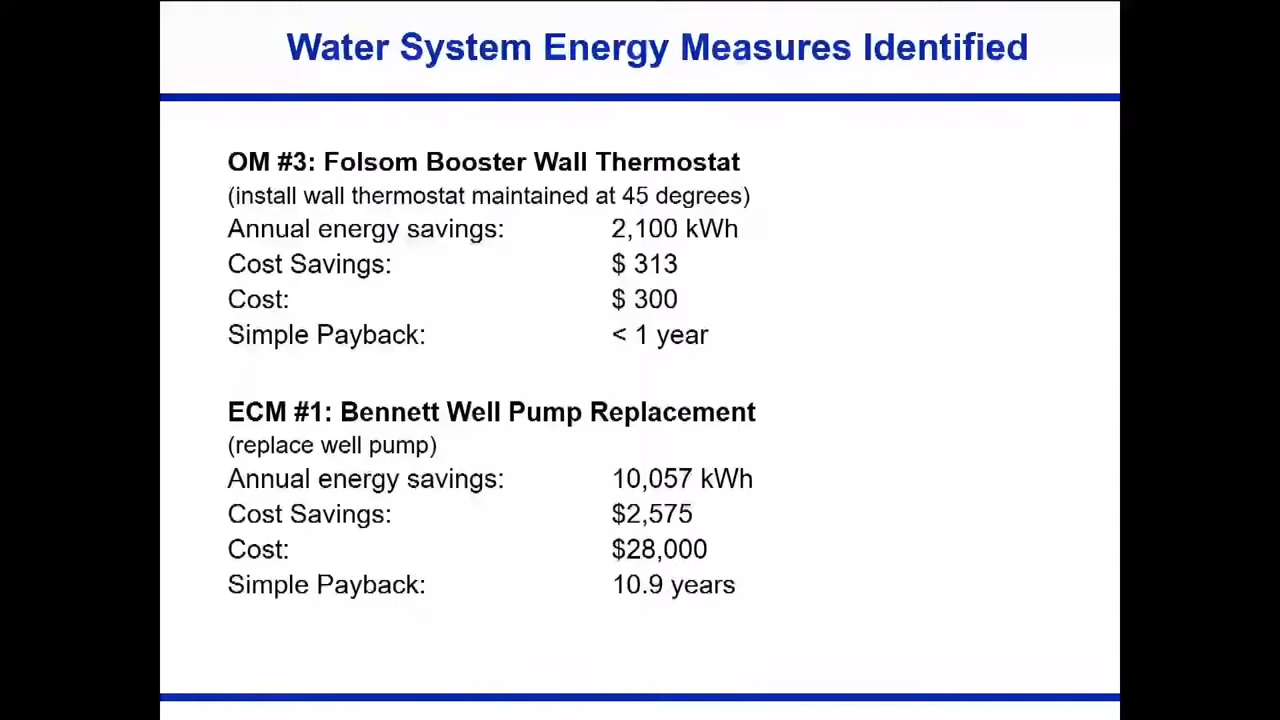 Water System Energy Measures Identified
OM #3: Folsom Booster Wall Thermostat
(install wall thermostat maintained at 45 degrees)
Annual energy savings: 2,100 kWh
Cost Savings: $ 313
Cost: $ 300
Simple Payback: < 1 year
ECM #1: Bennett Well Pump Replacement
(replace well pump)
Annual energy savings: 10,057 kWh
Cost Savings: $2,575
Cost: $28,000
Simple Payback: 10.9 years